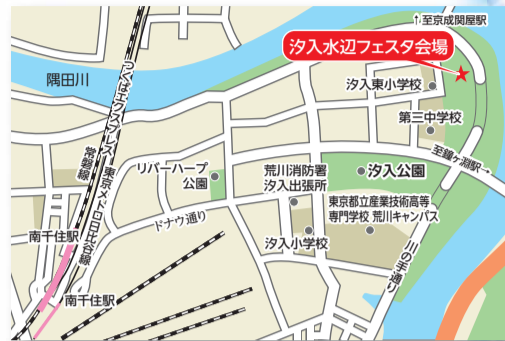 ↑至京成関屋駅
汐入水辺フェスタ会場
隅田川
汐入東小学校
第三中学校
至鐘ヶ淵駅→
つくばエクスプレス
常磐線
東京メトロ日比谷線
リバーハープ
公園
荒川消防署
汐入出張所
汐入公園
ドナウ通り
東京都立産業技術高等
専門学校 荒川キャンパス
汐入小学校
川の手通り
南千住駅
南千住駅